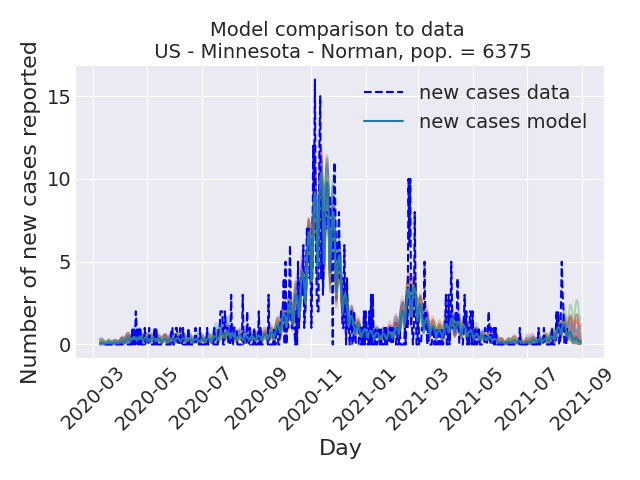 Model comparison to data
US - Minnesota - Norman, pop. = 6375
Number of new cases reported
15
10
5
0
new cases data
new cases model
2020-03
2020-05
2020-07
2020-09
2020-11
2021-01
2021-03
2021-05
2021-07
2021-09
Day